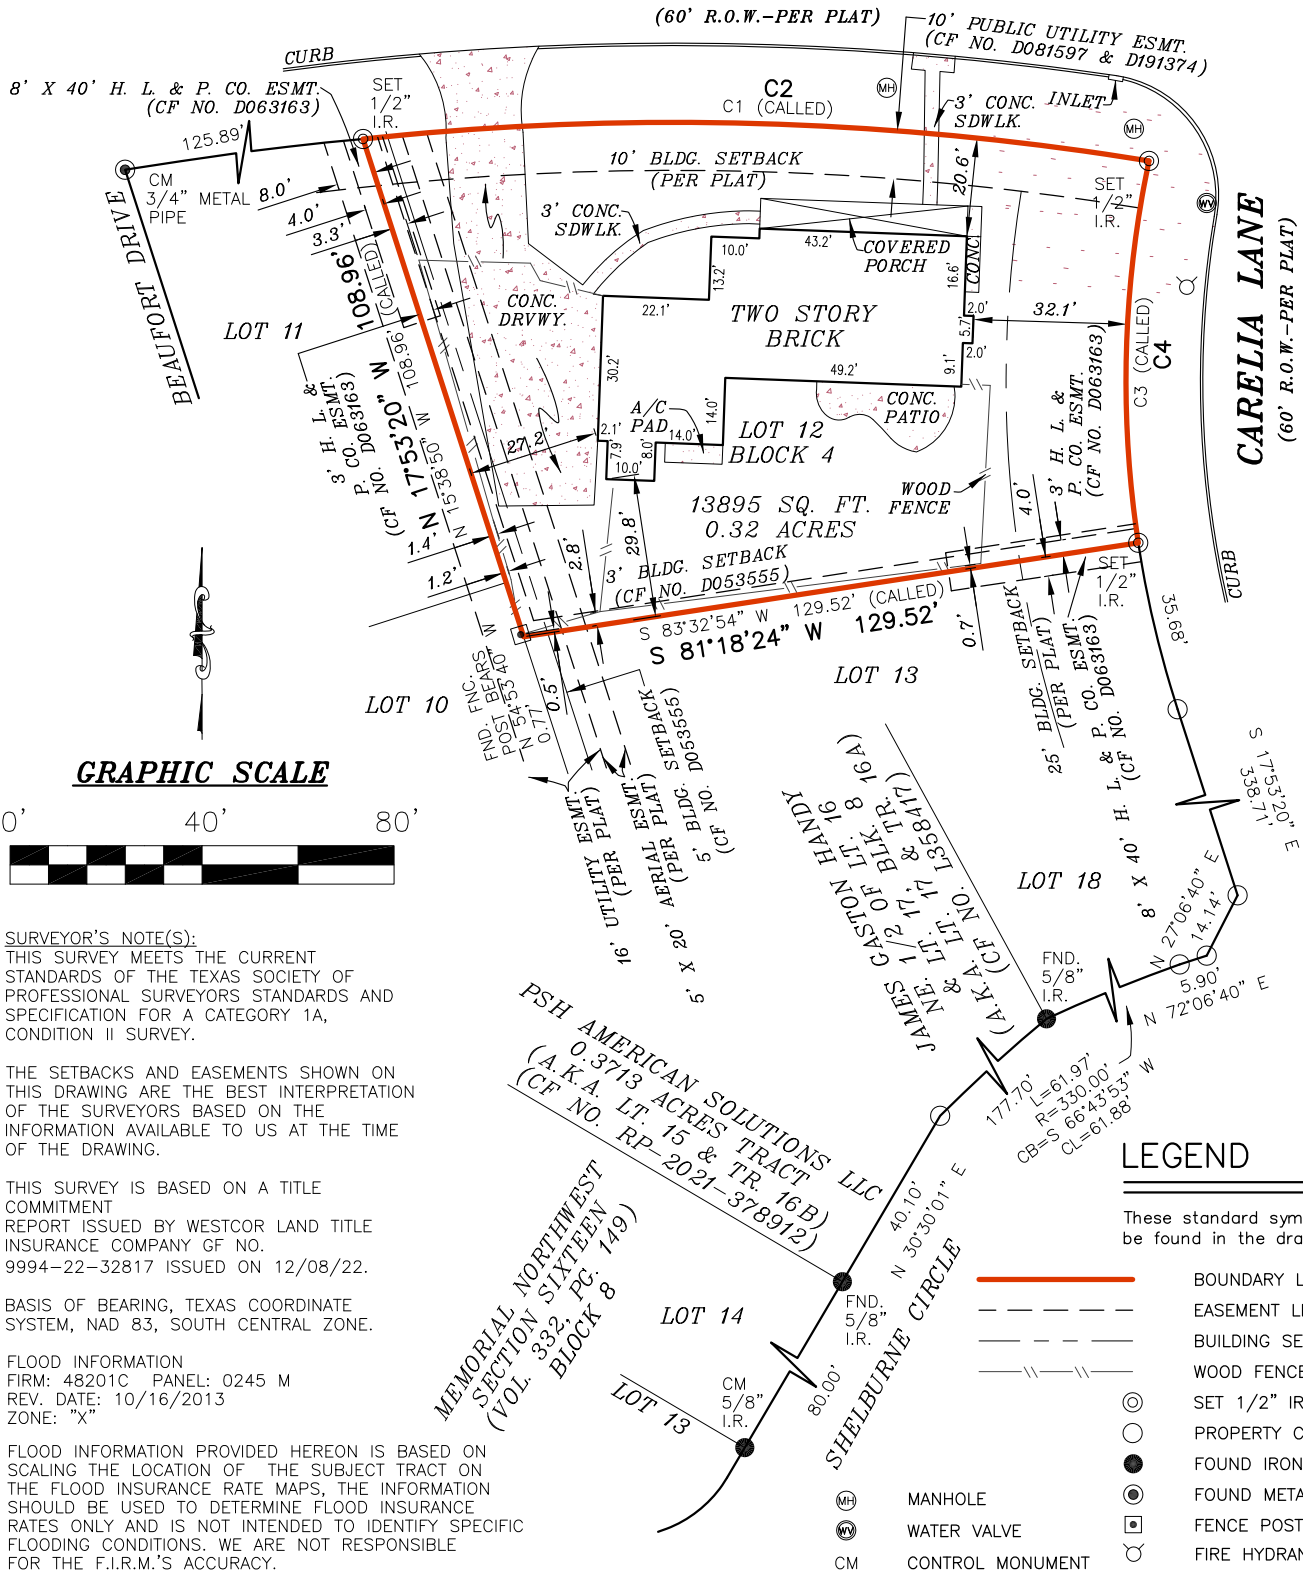 (60' R.O.W.-PER PLAT)
10' PUBLIC UTILITY ESMT.
(CF NO. D081597 & D191374)
CURB
8' X 40' H. L. & P. CO. ESMT.
(CF NO. D063163)
SET
1/2"
I.R.
C2
C1 (CALLED)
MH
3' CONC.
SDWLK.
INLET
MH
125.89'
CM
3/4" METAL
PIPE
8.0'
4.0'
3.3'
10' BLDG. SETBACK
(PER PLAT)
20.6'
SET
1/2"
I.R.
WV
BEAUFORT DRIVE
3' CONC.
SDWLK.
10.0'
43.2'
COVERED
PORCH
CONC.
13.2'
16.6'
CARELIA LANE
(60' R.O.W.-PER PLAT)
LOT 11
108.96'
N 17°53'20" W
N 15°38'50" W 108.96' (CALLED)
CONC.
DRVWY.
22.1'
TWO STORY
BRICK
2.0'
5.7'
2.0'
32.1'
C3 (CALLED)
C4
30.2'
49.2'
9.1'
3' H. L. &
P. CO. ESMT.
(CF NO. D063163)
A/C
PAD
14.0'
CONC.
PATIO
2.1'
27.2'
7.9'
8.0'
14.0'
10.0'
LOT 12
BLOCK 4
3' H. L. &
P. CO. ESMT.
(CF NO. D063163)
13895 SQ. FT.
0.32 ACRES
WOOD
FENCE
4.0'
1.4'
1.2'
2.8'
29.8'
3' BLDG. SETBACK
(CF NO. D053555)
SET
1/2"
I.R.
CURB
S 83°32'54" W 129.52' (CALLED)
S 81°18'24" W 129.52'
0.7'
35.68'
LOT 10
FND. FNC.
POST BEARS
N 54°53'40" W
0.77'
0.5'
LOT 13
25' BLDG. SETBACK
(PER PLAT)
8' X 40' H. L. & P. CO. ESMT.
(CF NO. D063163)
S 17°53'20" E
338.71'
16' UTILITY ESMT.
(PER PLAT)
5' X 20' AERIAL ESMT.
(PER PLAT)
5' BLDG. SETBACK
(CF NO. D053555)
GRAPHIC SCALE
0'
40'
80'
JAMES GASTON HANDY
NE. 1/2 OF LT. 16
& LT. 17, BLK. 8
(A.K.A. LT. 17 & TR. 16A)
(CF NO. L358417)
LOT 18
N 27°06'40" E
14.14'
5.90'
N 72°06'40" E
FND.
5/8"
I.R.
177.70'
L=61.97'
R=330.00'
CB=S 66°43'53" W
CL=61.88'
SURVEYOR'S NOTE(S):
THIS SURVEY MEETS THE CURRENT
STANDARDS OF THE TEXAS SOCIETY OF
PROFESSIONAL SURVEYORS STANDARDS AND
SPECIFICATION FOR A CATEGORY 1A,
CONDITION II SURVEY.
THE SETBACKS AND EASEMENTS SHOWN ON
THIS DRAWING ARE THE BEST INTERPRETATION
OF THE SURVEYORS BASED ON THE
INFORMATION AVAILABLE TO US AT THE TIME
OF THE DRAWING.
THIS SURVEY IS BASED ON A TITLE
COMMITMENT
REPORT ISSUED BY WESTCOR LAND TITLE
INSURANCE COMPANY GF NO.
9994-22-32817 ISSUED ON 12/08/22.
BASIS OF BEARING, TEXAS COORDINATE
SYSTEM, NAD 83, SOUTH CENTRAL ZONE.
FLOOD INFORMATION
FIRM: 48201C PANEL: 0245 M
REV. DATE: 10/16/2013
ZONE: "X"
FLOOD INFORMATION PROVIDED HEREON IS BASED ON
SCALING THE LOCATION OF THE SUBJECT TRACT ON
THE FLOOD INSURANCE RATE MAPS, THE INFORMATION
SHOULD BE USED TO DETERMINE FLOOD INSURANCE
RATES ONLY AND IS NOT INTENDED TO IDENTIFY SPECIFIC
FLOODING CONDITIONS. WE ARE NOT RESPONSIBLE
FOR THE F.I.R.M.'S ACCURACY.
PSH AMERICAN SOLUTIONS LLC
0.3713 ACRES TRACT
(A.K.A. LT. 15 & TR. 16B)
(CF NO. RP-2021-378912)
MEMORIAL NORTHWEST
SECTION SIXTEEN
(VOL. 332, PG. 149)
BLOCK 8
40.10'
N 30°30'01" E
FND.
5/8"
I.R.
LOT 14
LOT 13
CM
5/8"
I.R.
80.00'
SHELBURNE CIRCLE
LEGEND
These standard sym
be found in the dra
BOUNDARY L
EASEMENT L
BUILDING SE
WOOD FENCE
SET 1/2" IR
PROPERTY C
FOUND IRON
FOUND META
FENCE POST
FIRE HYDRAN
MH MANHOLE
WV WATER VALVE
CM CONTROL MONUMENT